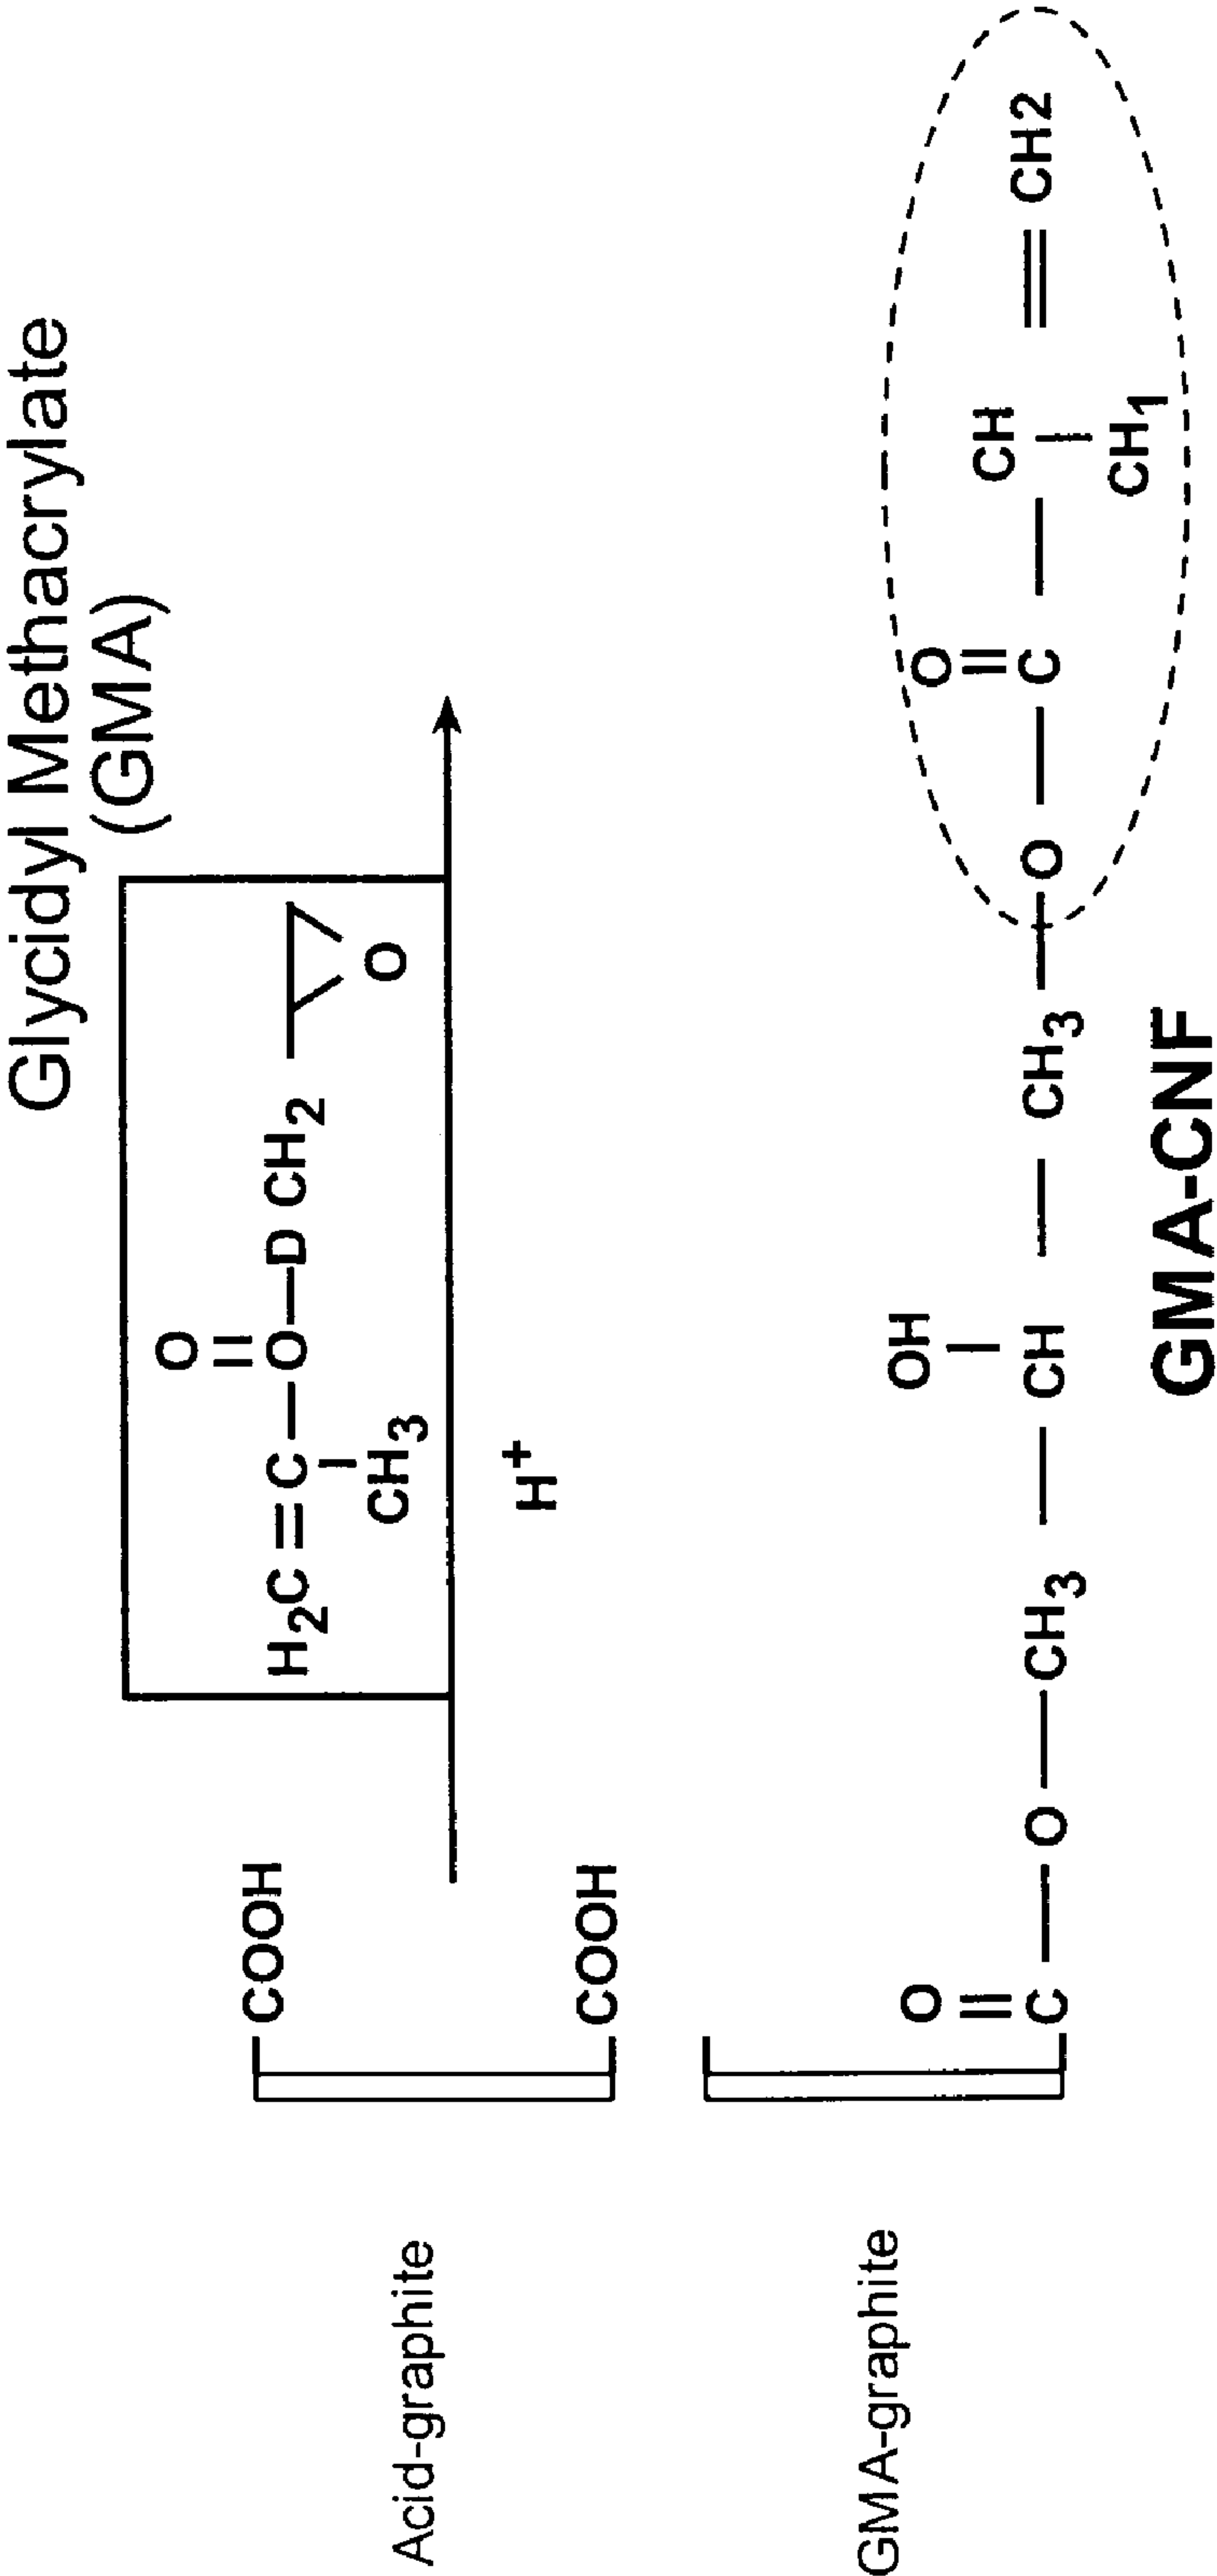 Glycidyl Methacrylate
(GMA)
O
H2C=C—O—D CH2
CH3
O
COOH
H+
COOH
Acid-graphite
OH
O
O
C—O—CH3—CH—CH3—O—C—CH=CH2
CH1
GMA-graphite
GMA-CNF